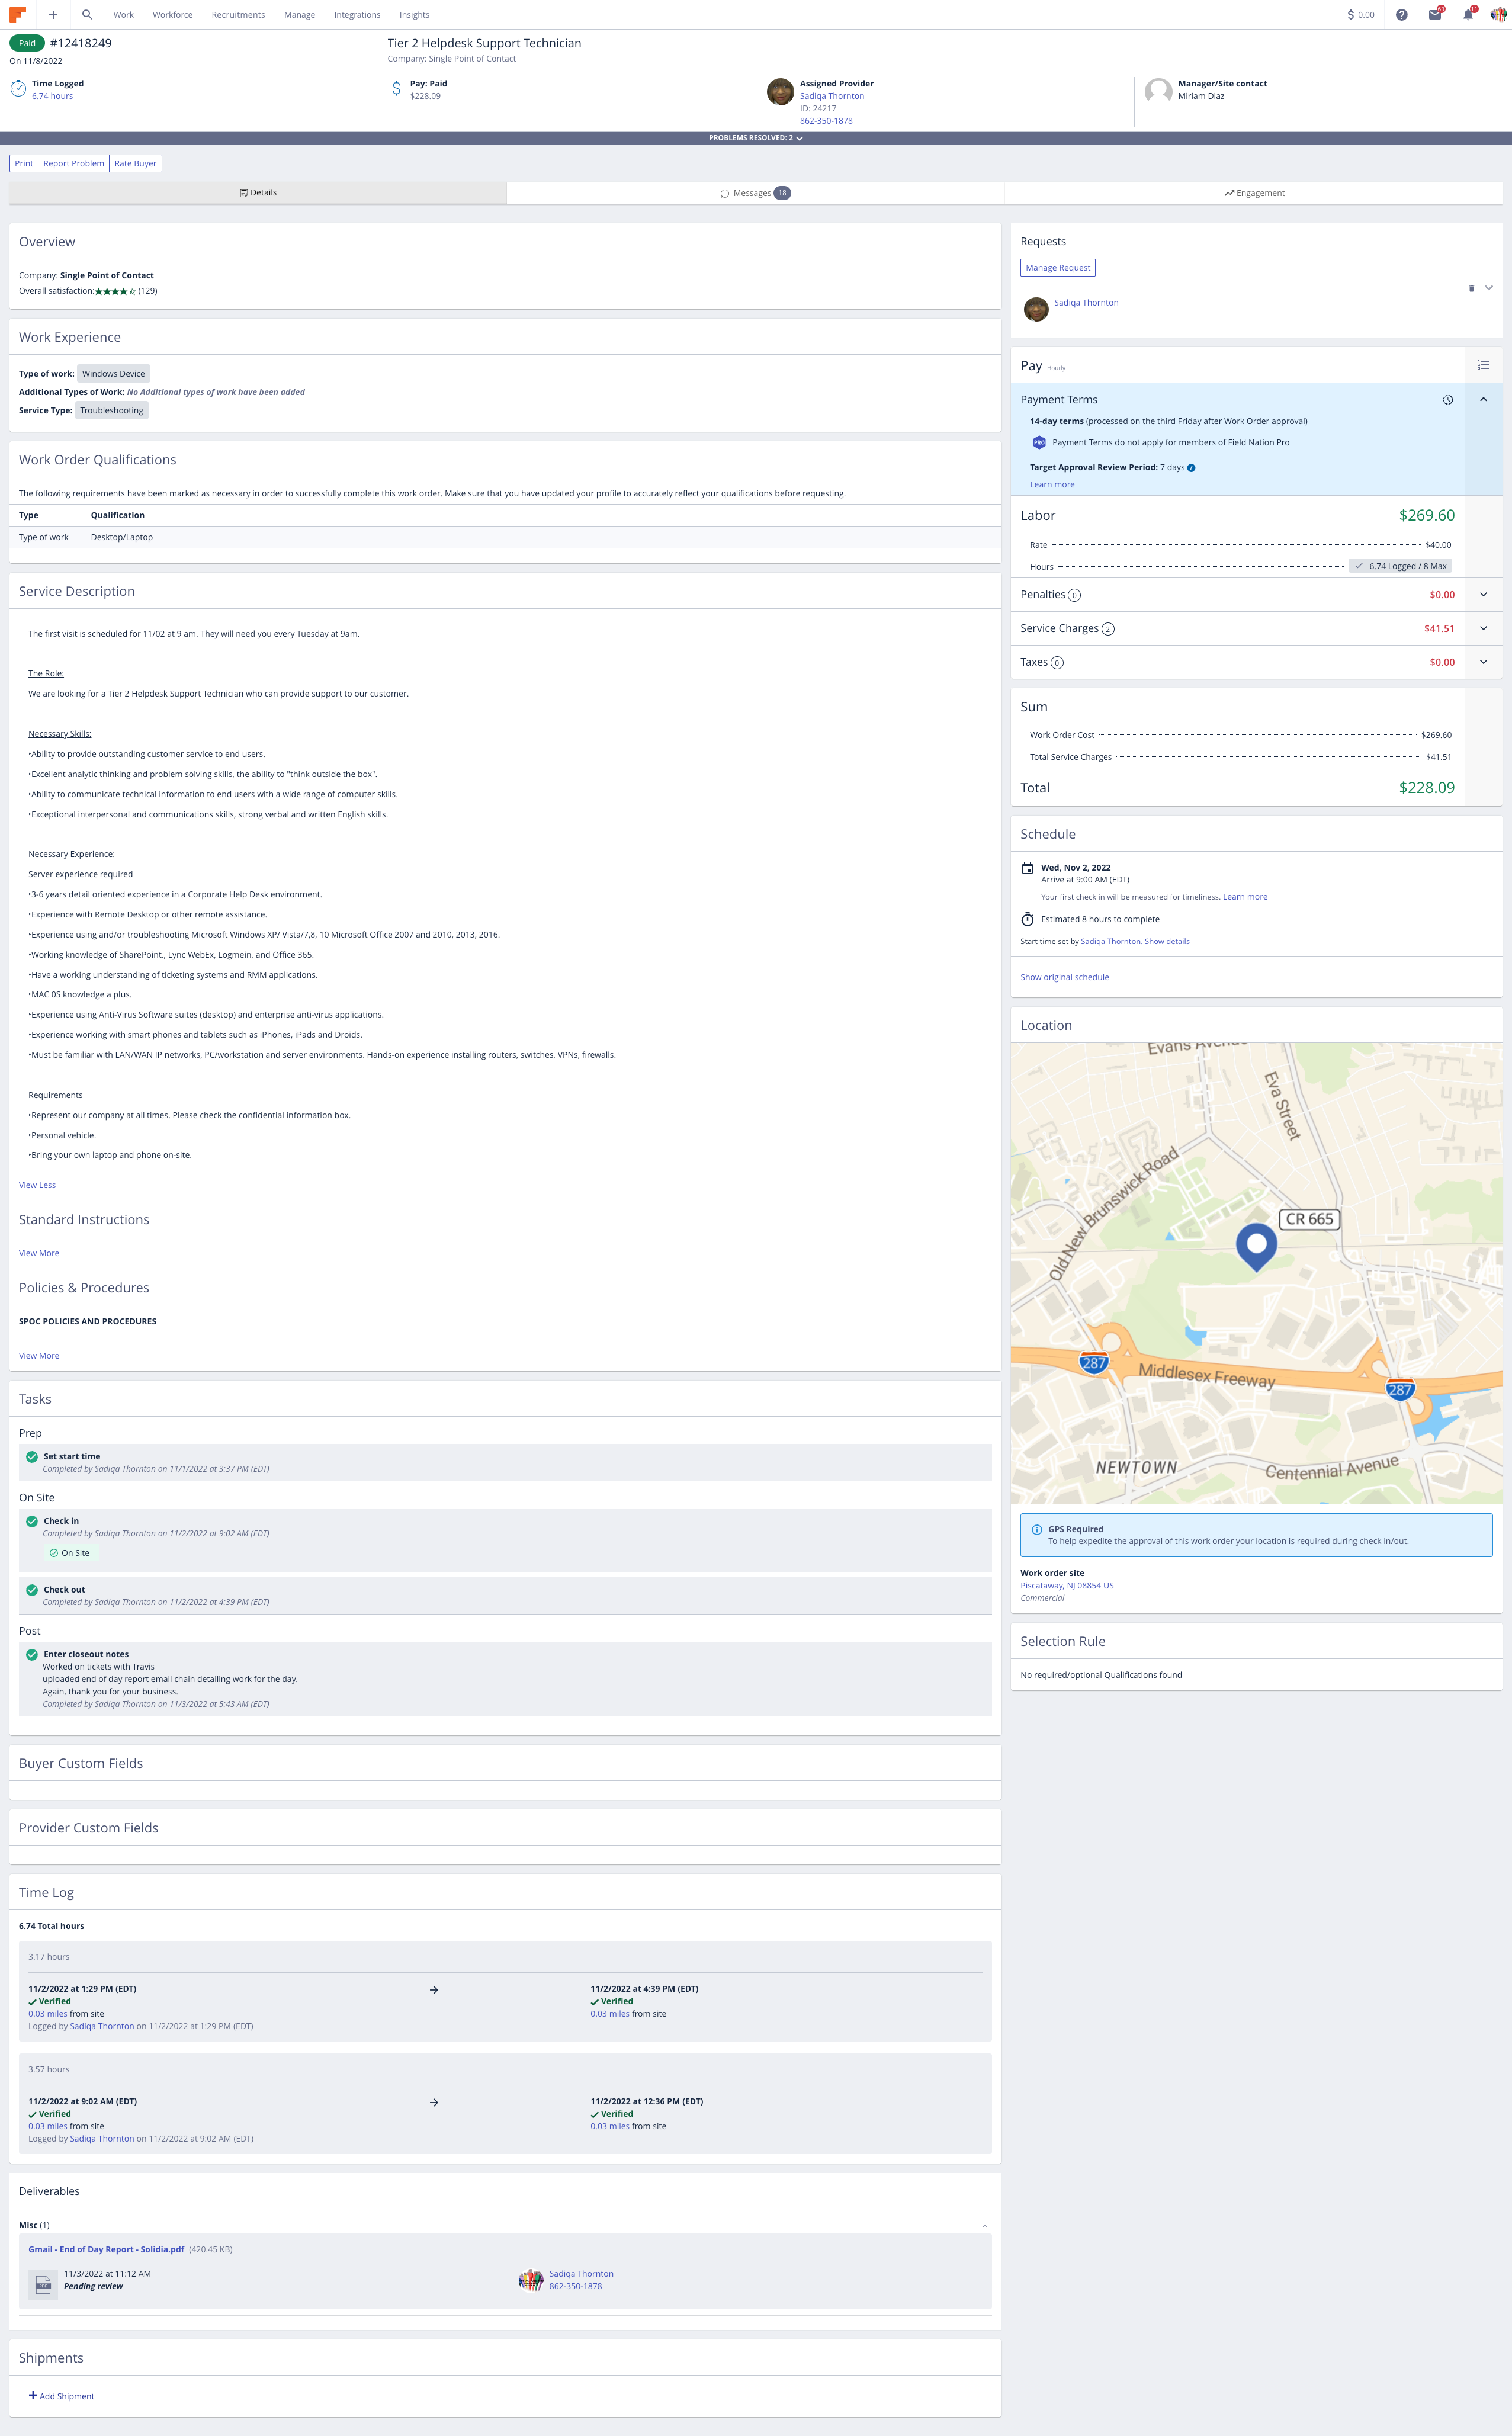 Work Workforce Recruitments Manage Integrations Insights
$ 0.00
Paid #12418249
On 11/8/2022
Tier 2 Helpdesk Support Technician
Company: Single Point of Contact
Time Logged
6.74 hours
Pay: Paid
$228.09
Assigned Provider
Sadiqa Thornton
ID: 24217
862-350-1878
Manager/Site contact
Miriam Diaz
PROBLEMS RESOLVED: 2
Print Report Problem Rate Buyer
Details Messages 18 Engagement
Overview
Company: Single Point of Contact
Overall satisfaction: (129)
Work Experience
Type of work: Windows Device
Additional Types of Work: No Additional types of work have been added
Service Type: Troubleshooting
Work Order Qualifications
The following requirements have been marked as necessary in order to successfully complete this work order. Make sure that you have updated your profile to accurately reflect your qualifications before requesting.
Type Qualification
Type of work Desktop/Laptop
Service Description
The first visit is scheduled for 11/02 at 9 am. They will need you every Tuesday at 9am.
The Role:
We are looking for a Tier 2 Helpdesk Support Technician who can provide support to our customer.
Necessary Skills:
•Ability to provide outstanding customer service to end users.
•Excellent analytic thinking and problem solving skills, the ability to "think outside the box".
•Ability to communicate technical information to end users with a wide range of computer skills.
•Exceptional interpersonal and communications skills, strong verbal and written English skills.
Necessary Experience:
Server experience required
•3-6 years detail oriented experience in a Corporate Help Desk environment.
•Experience with Remote Desktop or other remote assistance.
•Experience using and/or troubleshooting Microsoft Windows XP/ Vista/7,8, 10 Microsoft Office 2007 and 2010, 2013, 2016.
•Working knowledge of SharePoint., Lync WebEx, Logmein, and Office 365.
•Have a working understanding of ticketing systems and RMM applications.
•MAC 0S knowledge a plus.
•Experience using Anti-Virus Software suites (desktop) and enterprise anti-virus applications.
•Experience working with smart phones and tablets such as iPhones, iPads and Droids.
•Must be familiar with LAN/WAN IP networks, PC/workstation and server environments. Hands-on experience installing routers, switches, VPNs, firewalls.
Requirements
•Represent our company at all times. Please check the confidential information box.
•Personal vehicle.
•Bring your own laptop and phone on-site.
View Less
Standard Instructions
View More
Policies & Procedures
SPOC POLICIES AND PROCEDURES
View More
Tasks
Prep
Set start time
Completed by Sadiqa Thornton on 11/1/2022 at 3:37 PM (EDT)
On Site
Check in
Completed by Sadiqa Thornton on 11/2/2022 at 9:02 AM (EDT)
On Site
Check out
Completed by Sadiqa Thornton on 11/2/2022 at 4:39 PM (EDT)
Post
Enter closeout notes
Worked on tickets with Travis
uploaded end of day report email chain detailing work for the day.
Again, thank you for your business.
Completed by Sadiqa Thornton on 11/3/2022 at 5:43 AM (EDT)
Buyer Custom Fields
Provider Custom Fields
Time Log
6.74 Total hours
3.17 hours
11/2/2022 at 1:29 PM (EDT) 11/2/2022 at 4:39 PM (EDT)
Verified Verified
0.03 miles from site 0.03 miles from site
Logged by Sadiqa Thornton on 11/2/2022 at 1:29 PM (EDT)
3.57 hours
11/2/2022 at 9:02 AM (EDT) 11/2/2022 at 12:36 PM (EDT)
Verified Verified
0.03 miles from site 0.03 miles from site
Logged by Sadiqa Thornton on 11/2/2022 at 9:02 AM (EDT)
Deliverables
Misc (1)
Gmail - End of Day Report - Solidia.pdf (420.45 KB)
11/3/2022 at 11:12 AM
Pending review
Sadiqa Thornton
862-350-1878
Shipments
Add Shipment
Requests
Manage Request
Sadiqa Thornton
Pay Hourly
Payment Terms
14-day terms (processed on the third Friday after Work Order approval)
PRO Payment Terms do not apply for members of Field Nation Pro
Target Approval Review Period: 7 days
Learn more
Labor $269.60
Rate $40.00
Hours 6.74 Logged / 8 Max
Penalties 0 $0.00
Service Charges 2 $41.51
Taxes 0 $0.00
Sum
Work Order Cost $269.60
Total Service Charges $41.51
Total $228.09
Schedule
Wed, Nov 2, 2022
Arrive at 9:00 AM (EDT)
Your first check in will be measured for timeliness. Learn more
Estimated 8 hours to complete
Start time set by Sadiqa Thornton. Show details
Show original schedule
Location
Evans Avenue
Eva Street
Old New Brunswick Road
CR 665
287
Middlesex Freeway
287
NEWTOWN
Centennial Avenue
GPS Required
To help expedite the approval of this work order your location is required during check in/out.
Work order site
Piscataway, NJ 08854 US
Commercial
Selection Rule
No required/optional Qualifications found